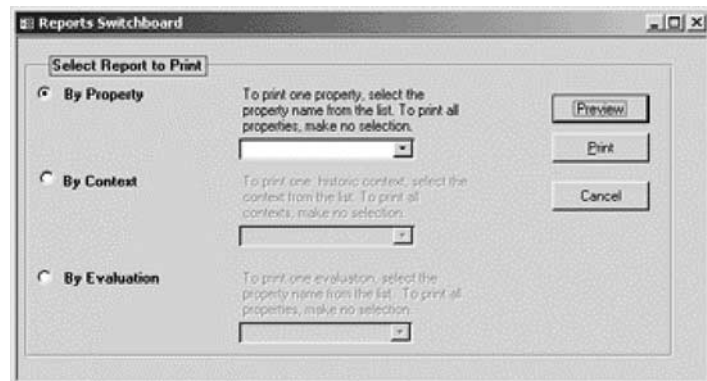 Reports Switchboard
Select Report to Print
By Property
To print one property, select the
property name from the list. To print all
properties, make no selection.
Preview
Print
By Context
To print one historic context, select the
context from the list. To print all
contexts, make no selection.
Cancel
By Evaluation
To print one evaluation, select the
property name from the list. To print all
properties, make no selection.